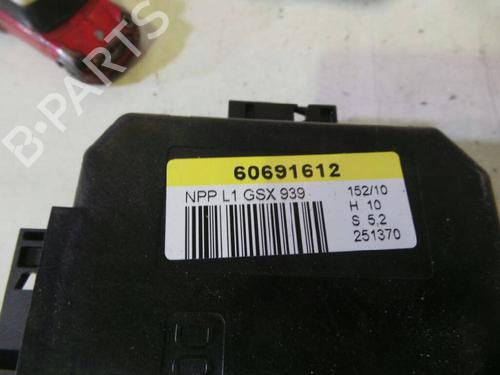 B-PARTS
60691612
NPP L1 GSX 939
152/10
H 10
S 5.2
251370